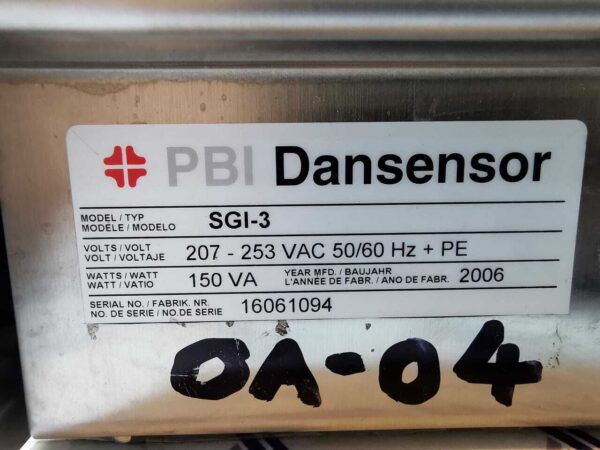 PBI Dansensor
MODEL / TYP
MODELE / MODELO
SGI-3
VOLTS / VOLT
VOLT / VOLTAJE
207 - 253 VAC 50/60 Hz + PE
WATTS / WATT
WATT / VATIO
150 VA
YEAR MFD. / BAUJAHR
L'ANNÉE DE FABR. / ANO DE FABR.
2006
SERIAL NO. / FABRIK. NR.
NO. DE SERIE / NO.DE SERIE
16061094
OA-04